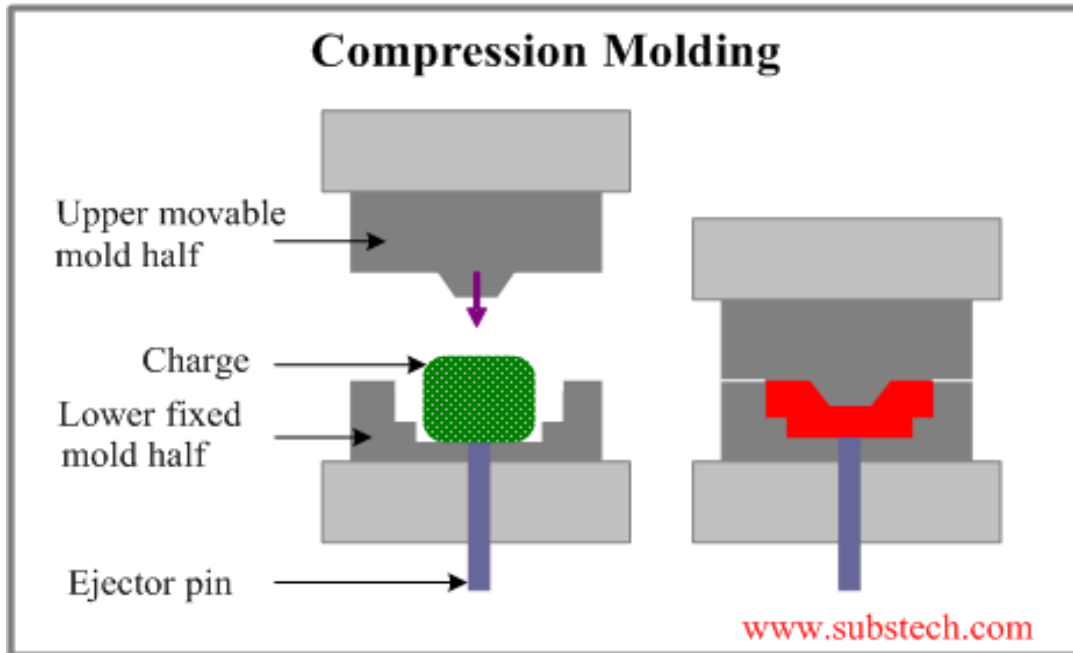 Compression Molding
Upper movable
mold half
Charge
Lower fixed
mold half
Ejector pin
www.substech.com